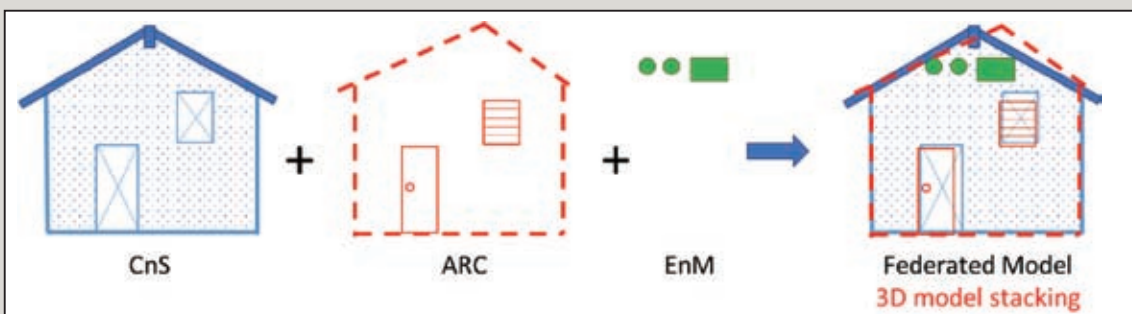 +
+
CnS
ARC
EnM
Federated Model
3D model stacking